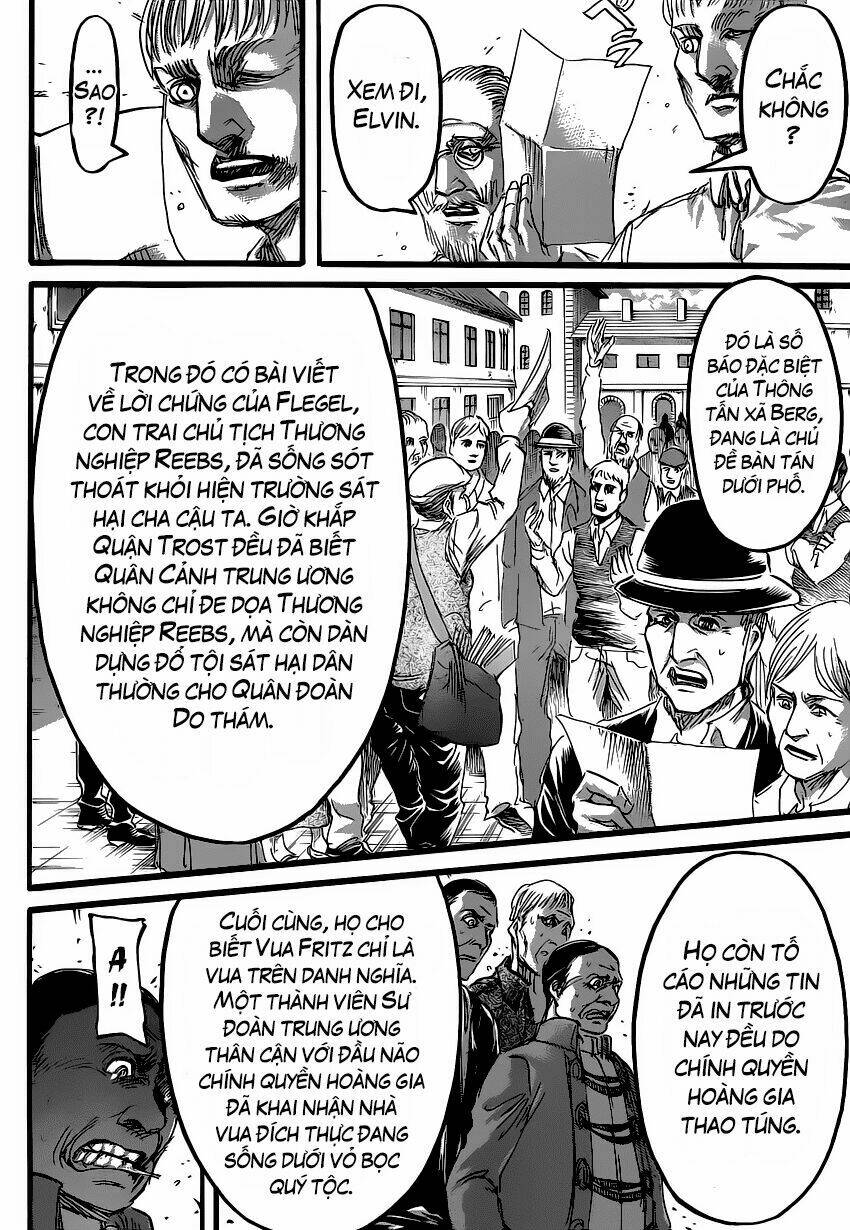 CHẮC
KHÔNG
?
ペラ
XEM ĐI,
ELVIN.
...
SAO
?!
ĐÓ LÀ SỐ
BÁO ĐẶC BIỆT
CỦA THÔNG
TẤN XÃ BERG,
ĐANG LÀ CHỦ
ĐỀ BÀN TÁN
DƯỚI PHỐ.
TRONG ĐÓ CÓ BÀI VIẾT
VỀ LỜI CHỨNG CỦA FLEGEL,
CON TRAI CHỦ TỊCH THƯƠNG
NGHIỆP REEBS, ĐÃ SỐNG SÓT
THOÁT KHỎI HIỆN TRƯỜNG SÁT
HẠI CHA CẬU TA. GIỜ KHẮP
QUẬN TROST ĐỀU ĐÃ BIẾT
QUÂN CẢNH TRUNG ƯƠNG
KHÔNG CHỈ ĐE DỌA THƯƠNG
NGHIỆP REEBS, MÀ CÒN DÀN
DỰNG ĐỔ TỘI SÁT HẠI DÂN
THƯỜNG CHO QUÂN ĐOÀN
DO THÁM.
HỌ CÒN TỐ
CÁO NHỮNG TIN
ĐÃ IN TRƯỚC
NAY ĐỀU DO
CHÍNH QUYỀN
HOÀNG GIA
THAO TÚNG.
CUỐI CÙNG, HỌ CHO
BIẾT VUA FRITZ CHỈ LÀ
VUA TRÊN DANH NGHĨA.
MỘT THÀNH VIÊN SƯ
ĐOÀN TRUNG ƯƠNG
THÂN CẬN VỚI ĐẦU NÃO
CHÍNH QUYỀN HOÀNG GIA
ĐÃ KHAI NHẬN NHÀ
VUA ĐÍCH THỰC ĐANG
SỐNG DƯỚI VỎ BỌC
QUÝ TỘC.
A
!!